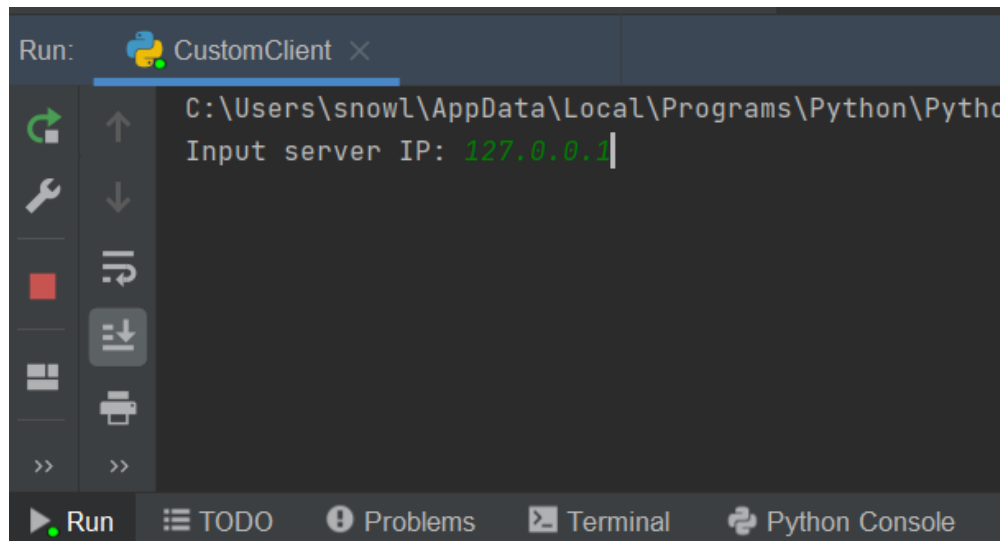 Run: CustomClient
C:\Users\snowl\AppData\Local\Programs\Python\Pytho
Input server IP: 127.0.0.1
Run TODO Problems Terminal Python Console